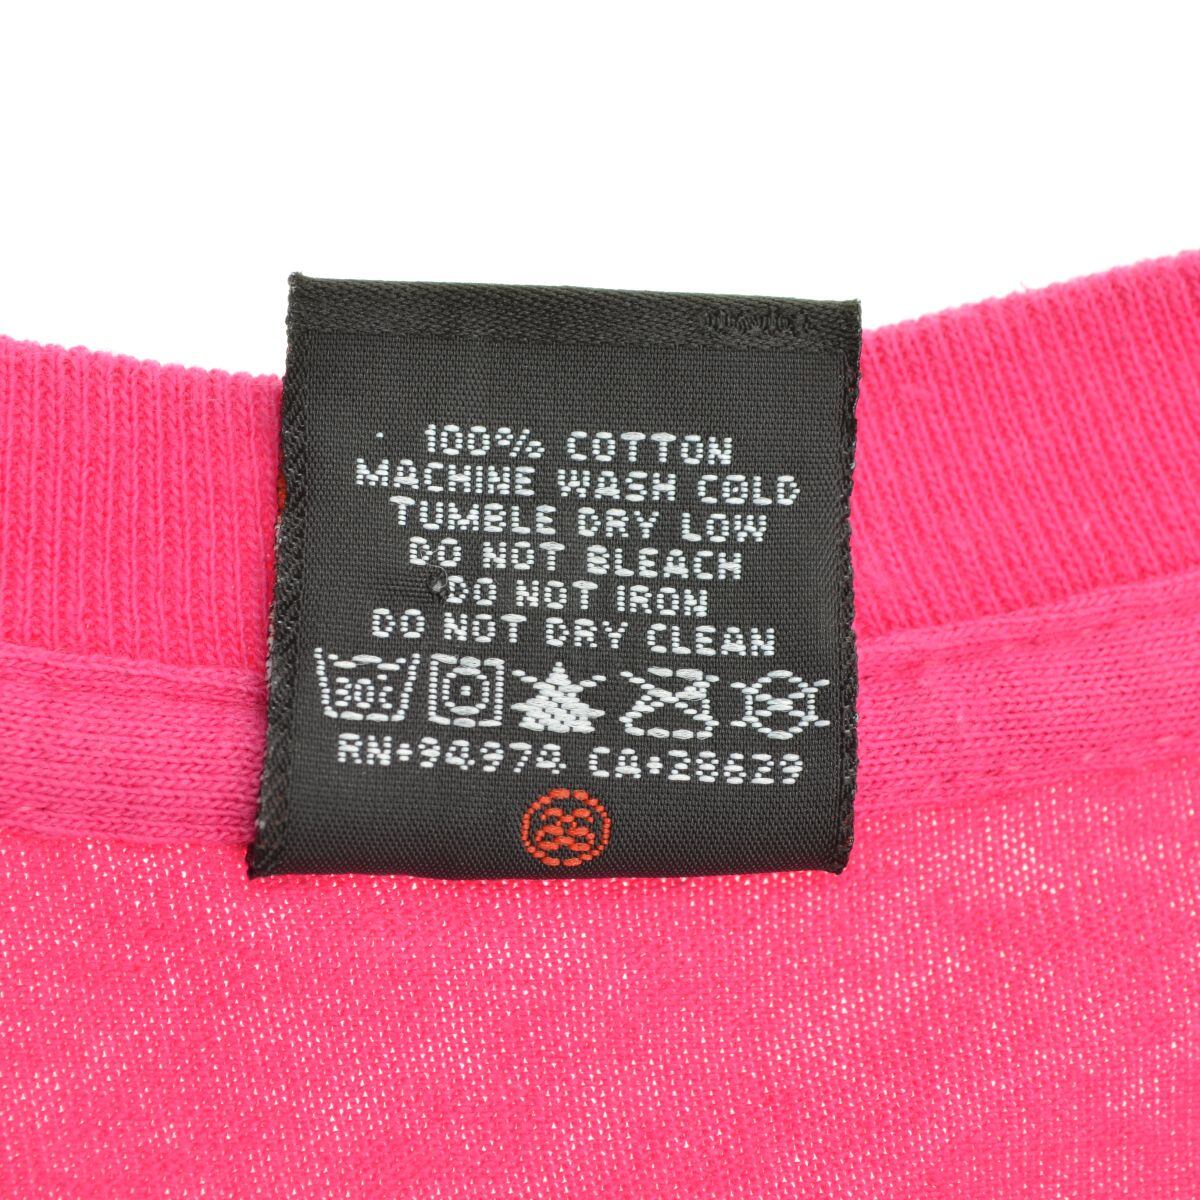 100% COTTON
MACHINE WASH COLD
TUMBLE DRY LOW
DO NOT BLEACH
DO NOT IRON
DO NOT DRY CLEAN
30c
RN•94974 CA•28629